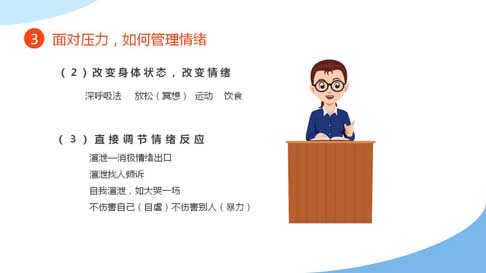 3 面对压力，如何管理情绪
（2）改变身体状态，改变情绪
深呼吸法 放松（冥想） 运动 饮食
（3）直接调节情绪反应
渲泄—消极情绪出口
渲泄找人倾诉
自我渲泄，如大哭一场
不伤害自己（自虐）不伤害别人（暴力）